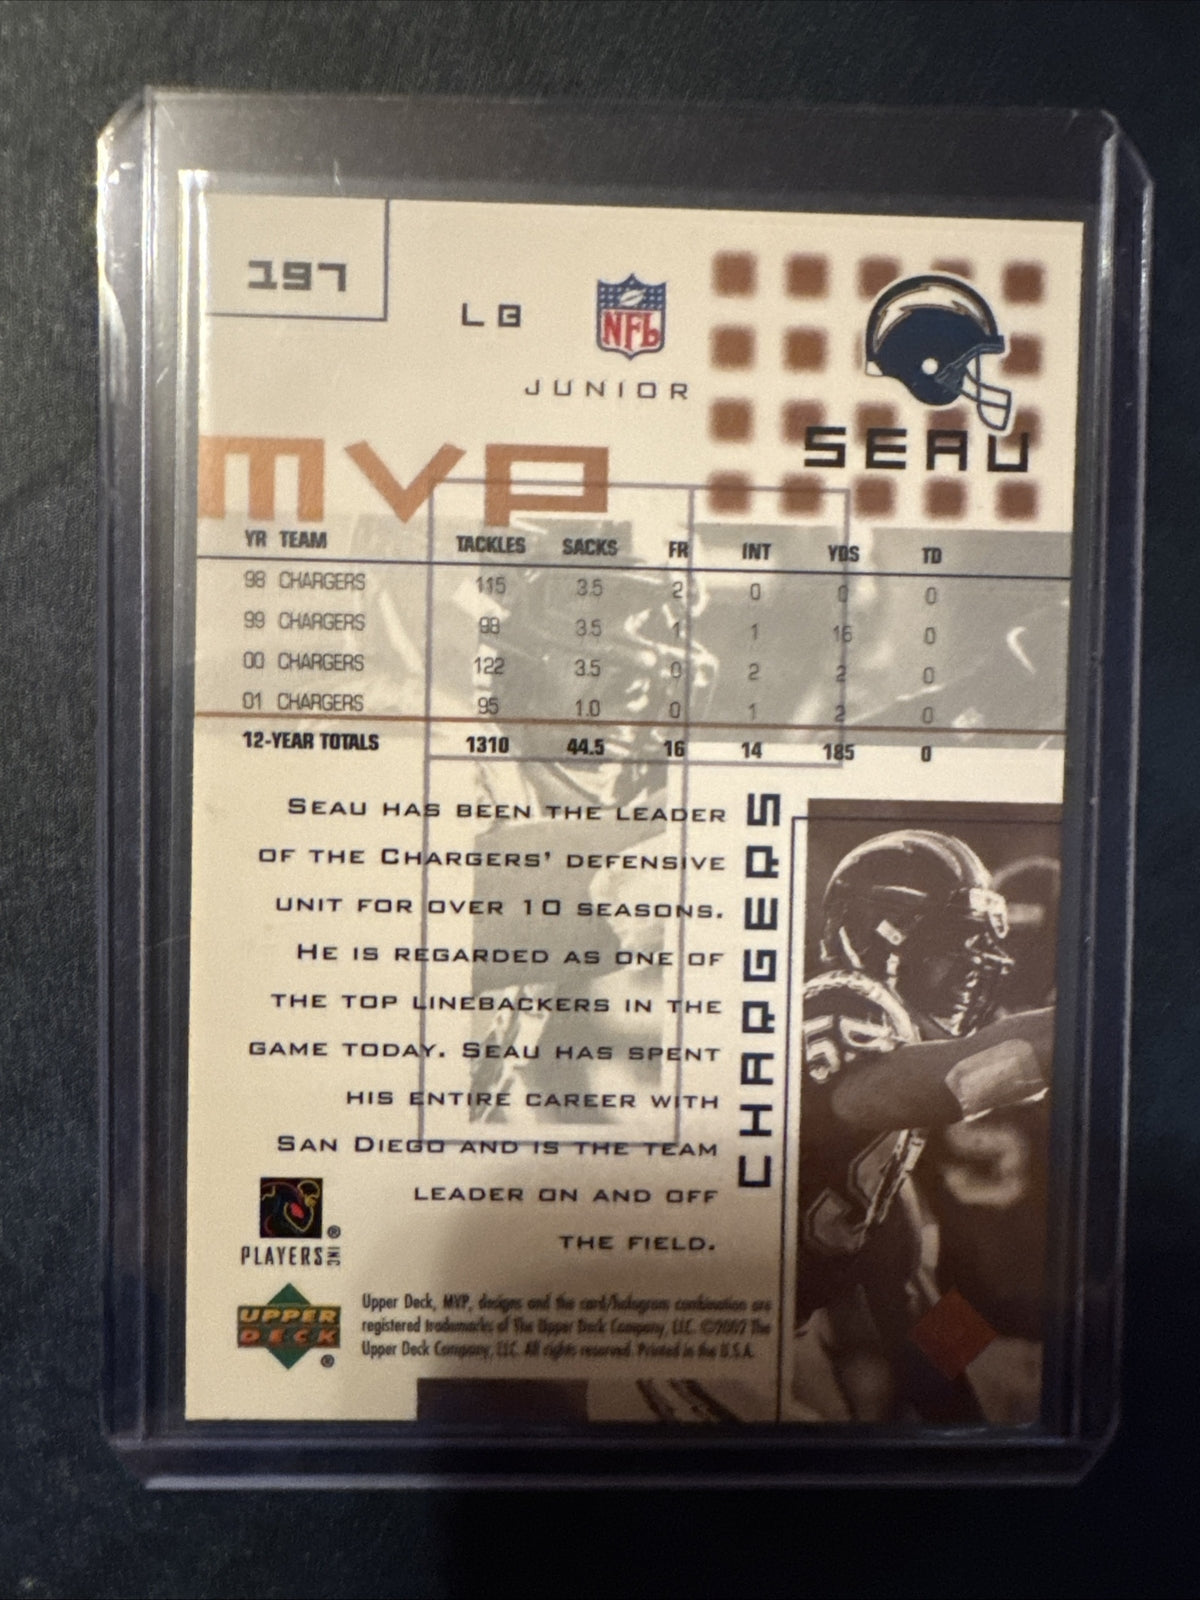 197
LB
NFL
JUNIOR
SEAU
MVP
YR TEAM TACKLES SACKS FR INT YDS TD
98 CHARGERS 115 3.5 2 0 0 0
99 CHARGERS 98 3.5 1 1 16 0
00 CHARGERS 122 3.5 0 2 2 0
01 CHARGERS 95 1.0 0 1 2 0
12-YEAR TOTALS 1310 44.5 16 14 185 0
SEAU HAS BEEN THE LEADER
OF THE CHARGERS' DEFENSIVE
UNIT FOR OVER 10 SEASONS.
HE IS REGARDED AS ONE OF
THE TOP LINEBACKERS IN THE
GAME TODAY. SEAU HAS SPENT
HIS ENTIRE CAREER WITH
SAN DIEGO AND IS THE TEAM
LEADER ON AND OFF
THE FIELD.
CHARGERS
55
PLAYERS INC ®
UPPER
DECK ®
Upper Deck, MVP, designs and the card/hologram combination are
registered trademarks of The Upper Deck Company, LLC. ©2002 The
Upper Deck Company, LLC. All rights reserved. Printed in the U.S.A.